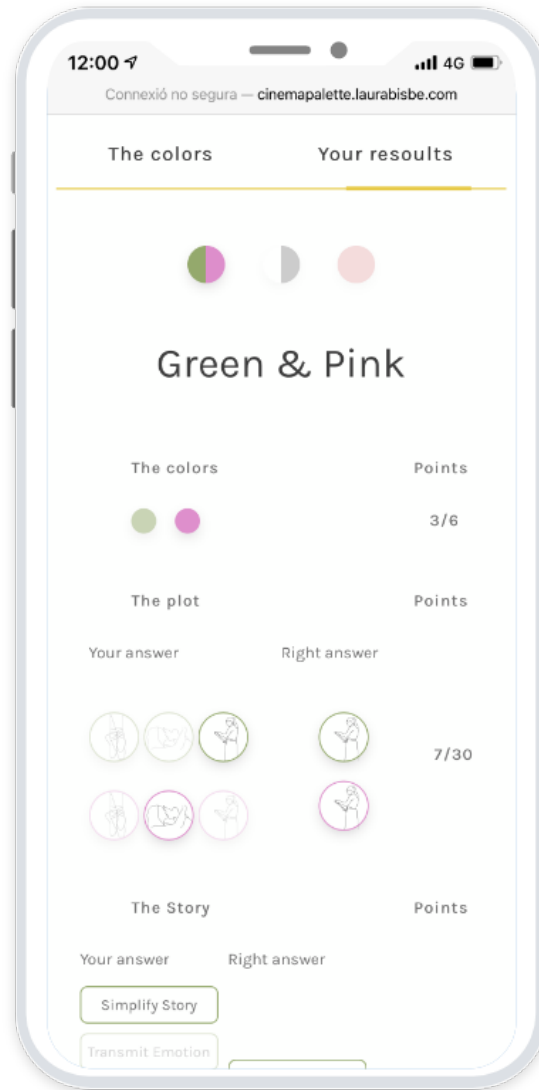 12:00 4G
Connexió no segura — cinemapalette.laurabisbe.com
The colors Your resoults
Green & Pink
The colors Points
3/6
The plot Points
Your answer Right answer
7/30
The Story Points
Your answer Right answer
Simplify Story
Transmit Emotion